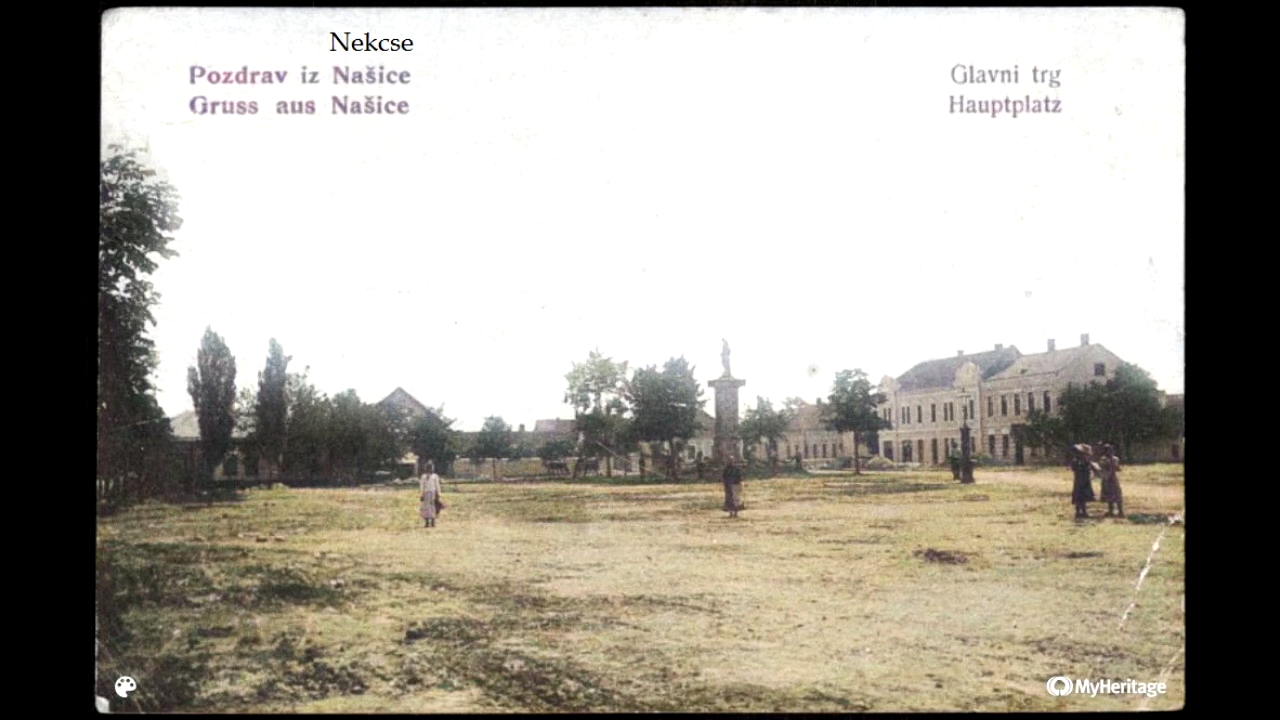 Nekcse
Pozdrav iz Našice
Gruss aus Našice
Glavni trg
Hauptplatz
MyHeritage